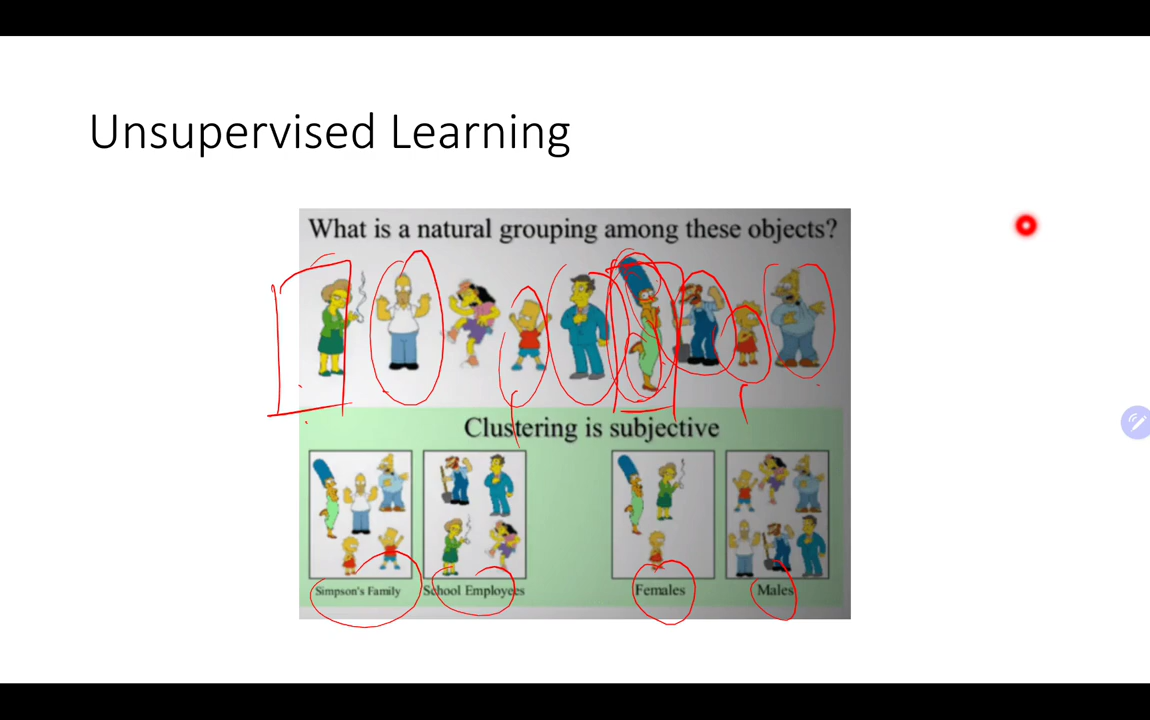 Unsupervised Learning
What is a natural grouping among these objects?
Clustering is subjective
Simpson's Family School Employees Females Males